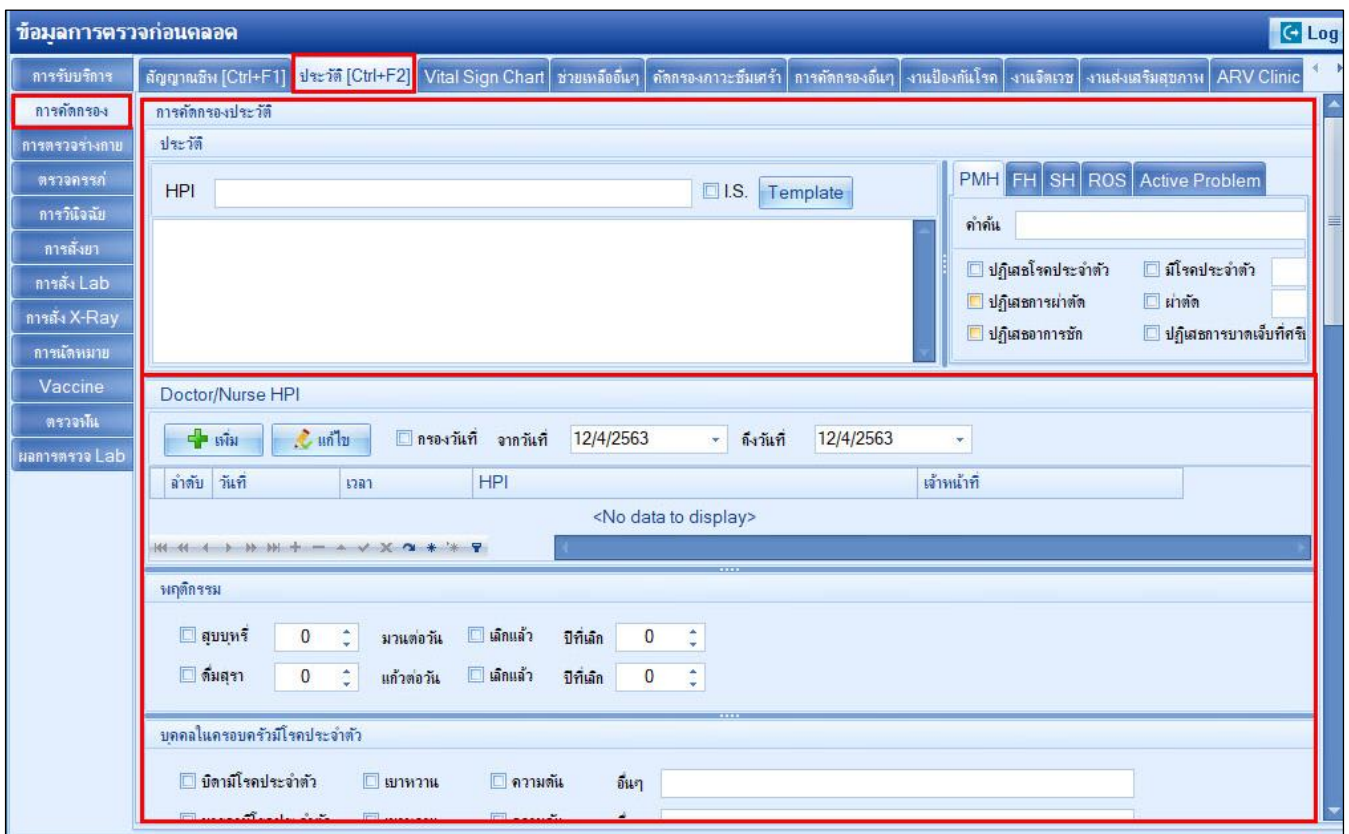 ข้อมูลการตรวจก่อนคลอด
Log
การรับบริการ
การคัดกรอง
การตรวจร่างกาย
ตรวจครรภ์
การวินิจฉัย
การสั่งยา
การสั่ง Lab
การสั่ง X-Ray
การนัดหมาย
Vaccine
ตรวจฟัน
ผลการตรวจ Lab
สัญญาณชีพ [Ctrl+F1] ประวัติ [Ctrl+F2] Vital Sign Chart ช่วยเหลืออื่นๆ คัดกรองภาวะซึมเศร้า การคัดกรองอื่นๆ งานป้องกันโรค งานจิตเวช งานส่งเสริมสุขภาพ ARV Clinic
การคัดกรองประวัติ
ประวัติ
HPI I.S. Template
PMH FH SH ROS Active Problem
คำค้น
ปฏิเสธโรคประจำตัว มีโรคประจำตัว
ปฏิเสธการผ่าตัด ผ่าตัด
ปฏิเสธอาการชัก ปฏิเสธการบาดเจ็บที่ศรี
Doctor/Nurse HPI
เพิ่ม แก้ไข กรองวันที่ จากวันที่ 12/4/2563 ถึงวันที่ 12/4/2563
ลำดับ วันที่ เวลา HPI เจ้าหน้าที่
<No data to display>
พฤติกรรม
สูบบุหรี่ 0 มวนต่อวัน เลิกแล้ว ปีที่เลิก 0
ดื่มสุรา 0 แก้วต่อวัน เลิกแล้ว ปีที่เลิก 0
บุคคลในครอบครัวมีโรคประจำตัว
บิดามีโรคประจำตัว เบาหวาน ความดัน อื่นๆ